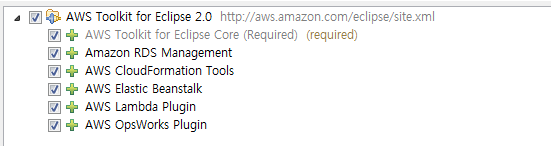 AWS Toolkit for Eclipse 2.0 http://aws.amazon.com/eclipse/site.xml
AWS Toolkit for Eclipse Core (Required) (required)
Amazon RDS Management
AWS CloudFormation Tools
AWS Elastic Beanstalk
AWS Lambda Plugin
AWS OpsWorks Plugin